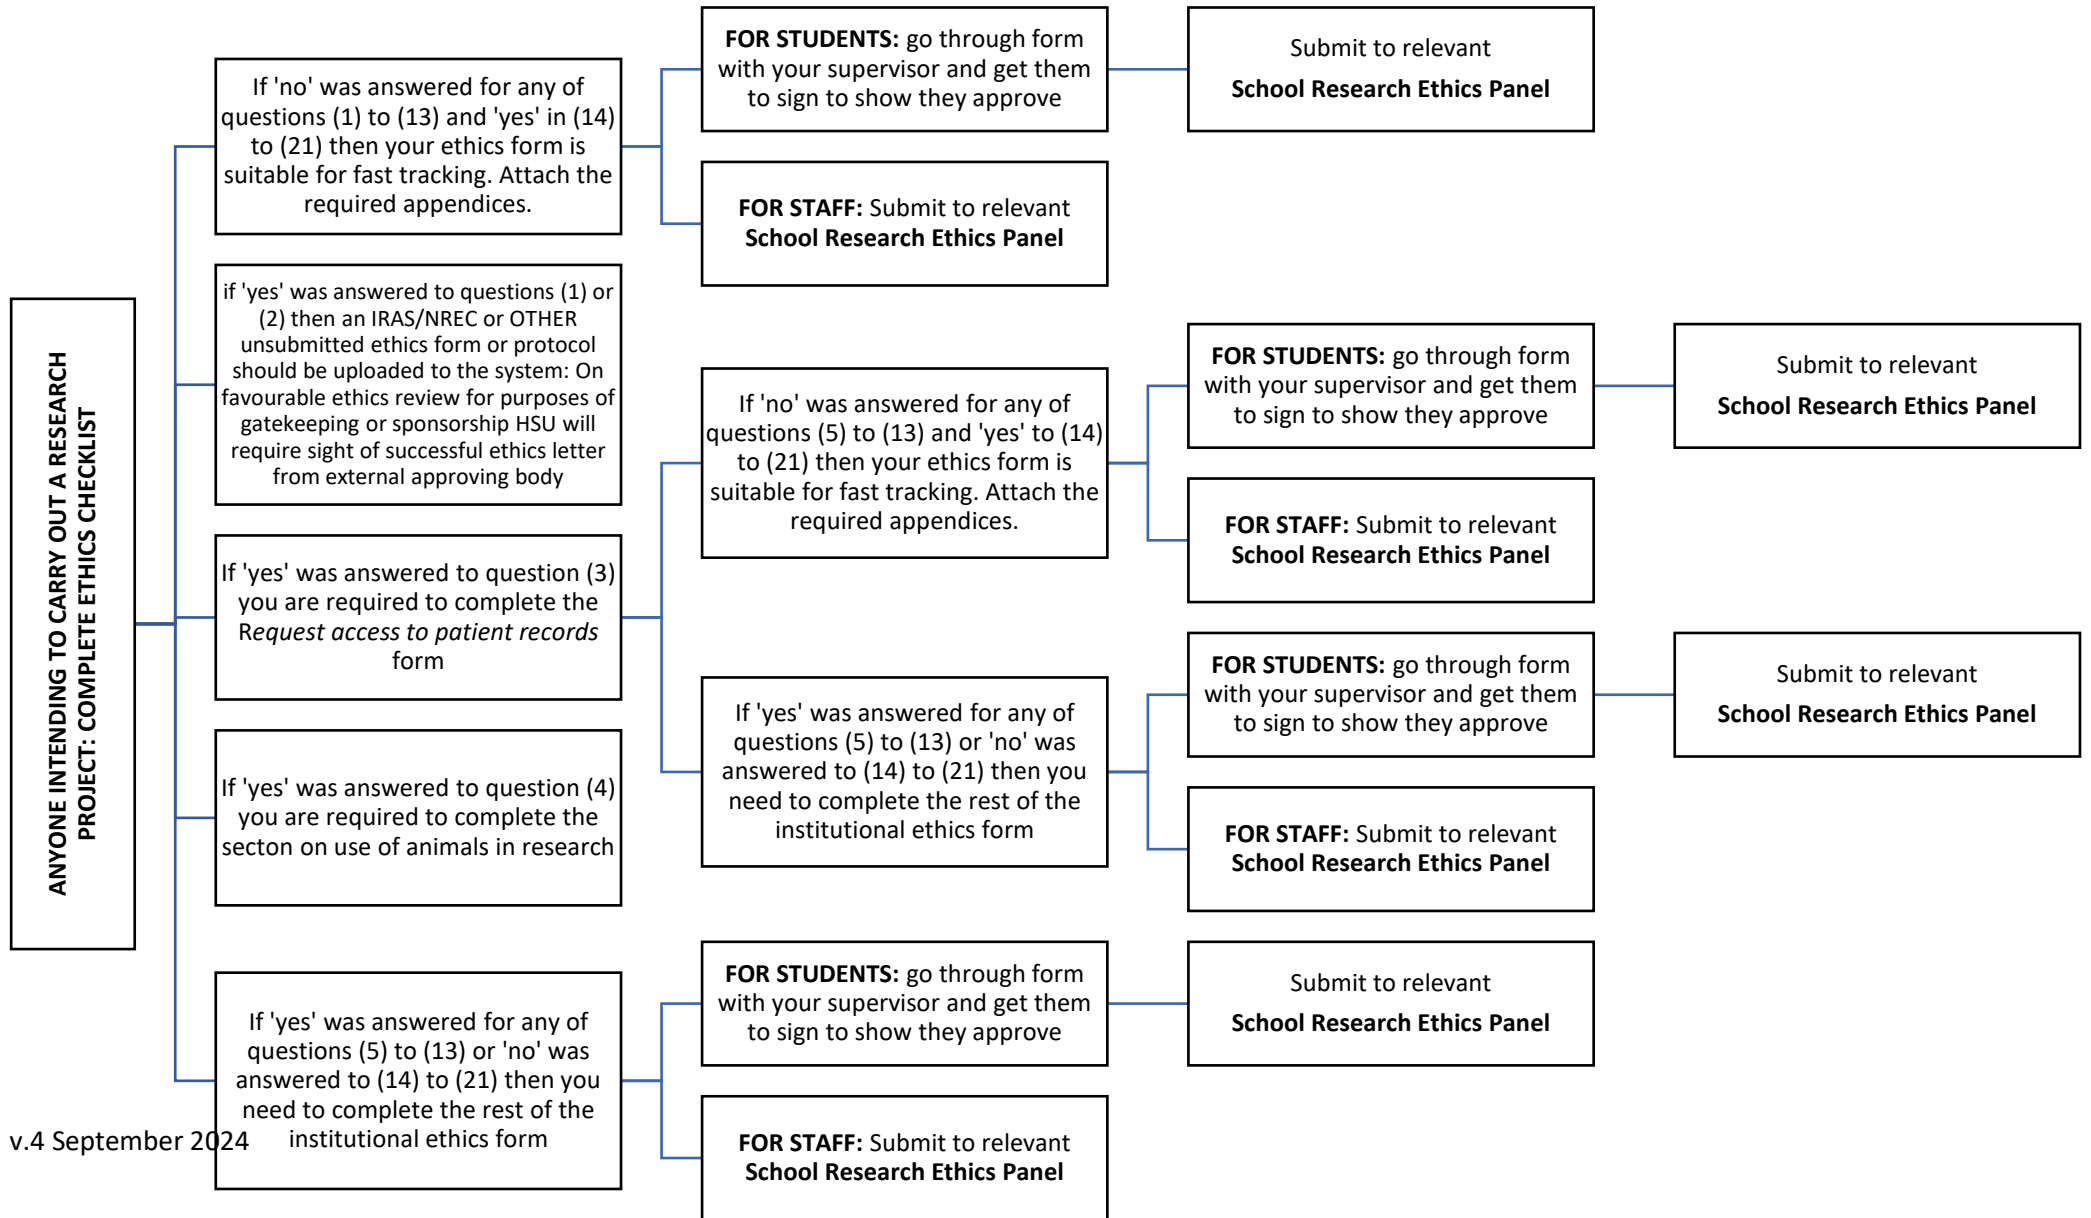 ANYONE INTENDING TO CARRY OUT A RESEARCH
PROJECT: COMPLETE ETHICS CHECKLIST
If 'no' was answered for any of
questions (1) to (13) and 'yes' in (14)
to (21) then your ethics form is
suitable for fast tracking. Attach the
required appendices.
FOR STUDENTS: go through form
with your supervisor and get them
to sign to show they approve
Submit to relevant
School Research Ethics Panel
FOR STAFF: Submit to relevant
School Research Ethics Panel
if 'yes' was answered to questions (1) or
(2) then an IRAS/NREC or OTHER
unsubmitted ethics form or protocol
should be uploaded to the system: On
favourable ethics review for purposes of
gatekeeping or sponsorship HSU will
require sight of successful ethics letter
from external approving body
If 'yes' was answered to question (3)
you are required to complete the
Request access to patient records
form
If 'no' was answered for any of
questions (5) to (13) and 'yes' to (14)
to (21) then your ethics form is
suitable for fast tracking. Attach the
required appendices.
FOR STUDENTS: go through form
with your supervisor and get them
to sign to show they approve
Submit to relevant
School Research Ethics Panel
FOR STAFF: Submit to relevant
School Research Ethics Panel
If 'yes' was answered for any of
questions (5) to (13) or 'no' was
answered to (14) to (21) then you
need to complete the rest of the
institutional ethics form
FOR STUDENTS: go through form
with your supervisor and get them
to sign to show they approve
Submit to relevant
School Research Ethics Panel
FOR STAFF: Submit to relevant
School Research Ethics Panel
If 'yes' was answered to question (4)
you are required to complete the
secton on use of animals in research
If 'yes' was answered for any of
questions (5) to (13) or 'no' was
answered to (14) to (21) then you
need to complete the rest of the
institutional ethics form
FOR STUDENTS: go through form
with your supervisor and get them
to sign to show they approve
Submit to relevant
School Research Ethics Panel
FOR STAFF: Submit to relevant
School Research Ethics Panel
v.4 September 2024